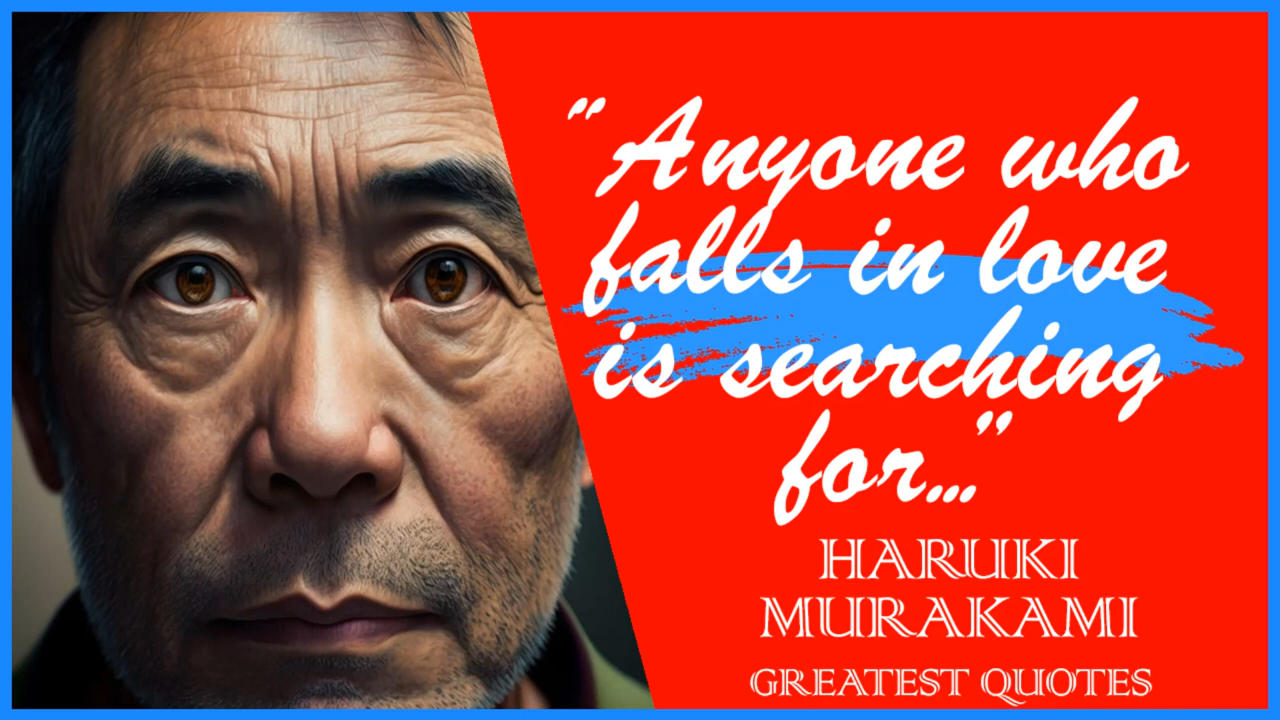 "Anyone who
falls in love
is searching
for..."
HARUKI
MURAKAMI
GREATEST QUOTES